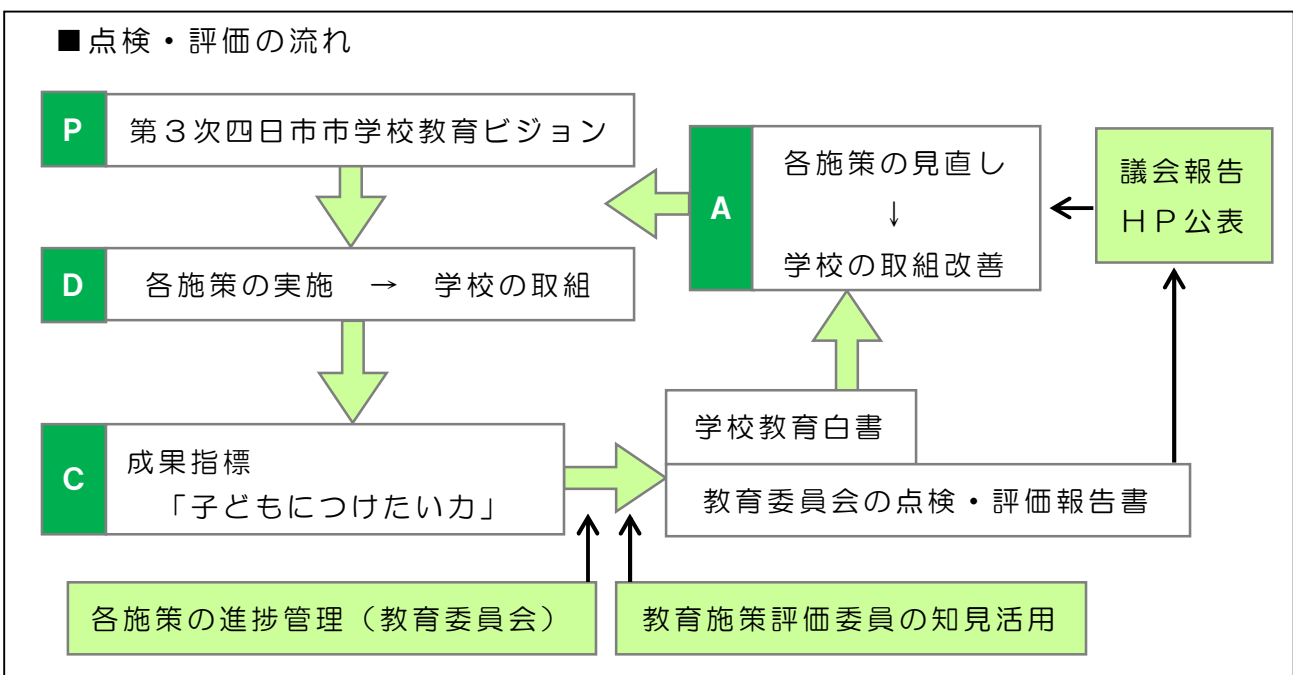 ■点検・評価の流れ
P 第３次四日市市学校教育ビジョン
D 各施策の実施 → 学校の取組
C 成果指標
「子どもにつけたい力」
A 各施策の見直し
↓
学校の取組改善
議会報告
ＨＰ公表
学校教育白書
教育委員会の点検・評価報告書
各施策の進捗管理（教育委員会）
教育施策評価委員の知見活用